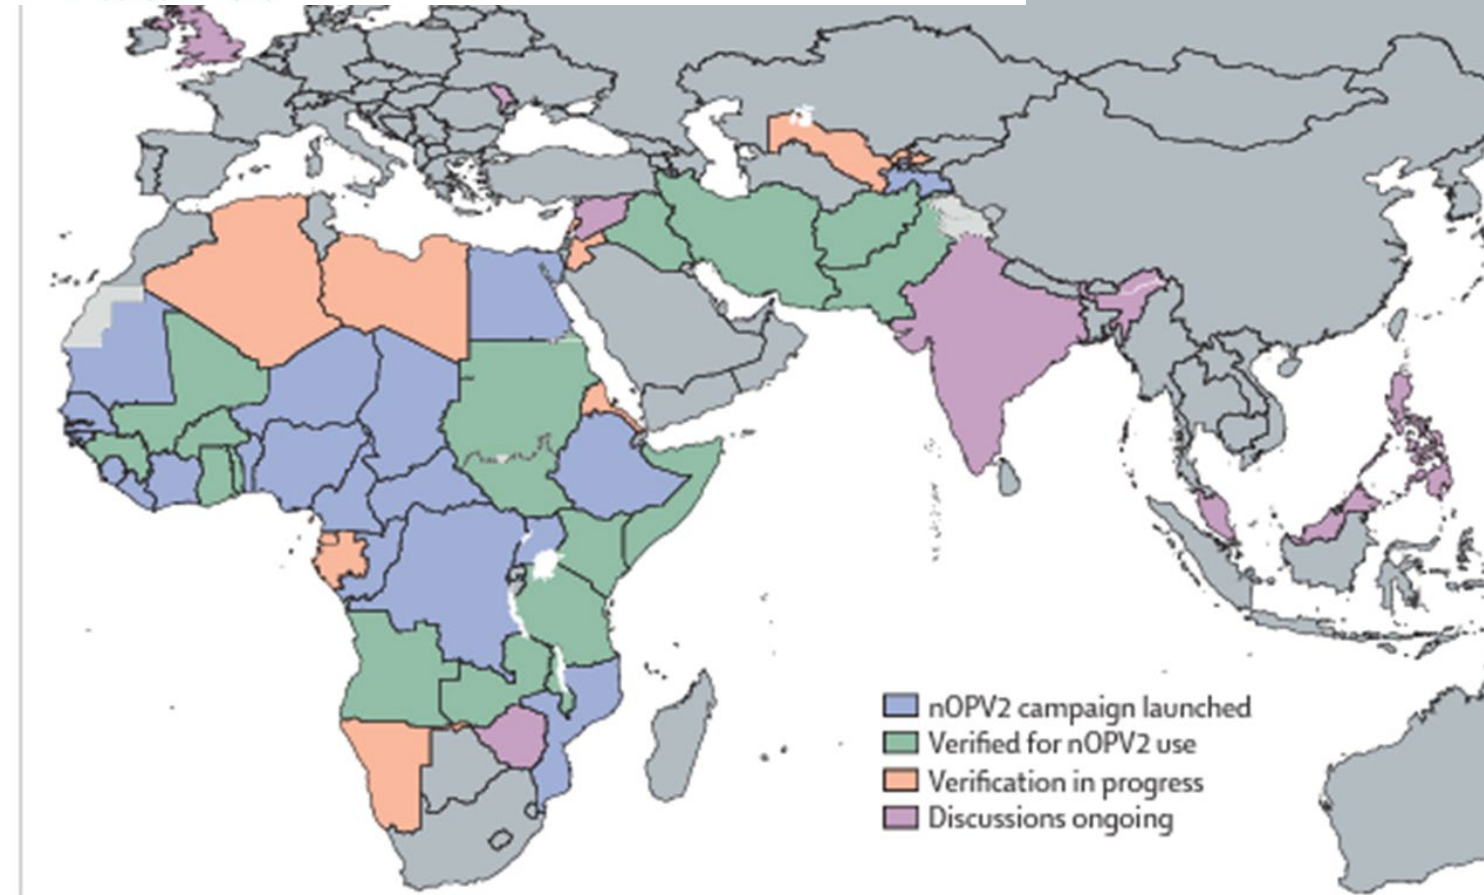 nOPV2 campaign launched
Verified for nOPV2 use
Verification in progress
Discussions ongoing